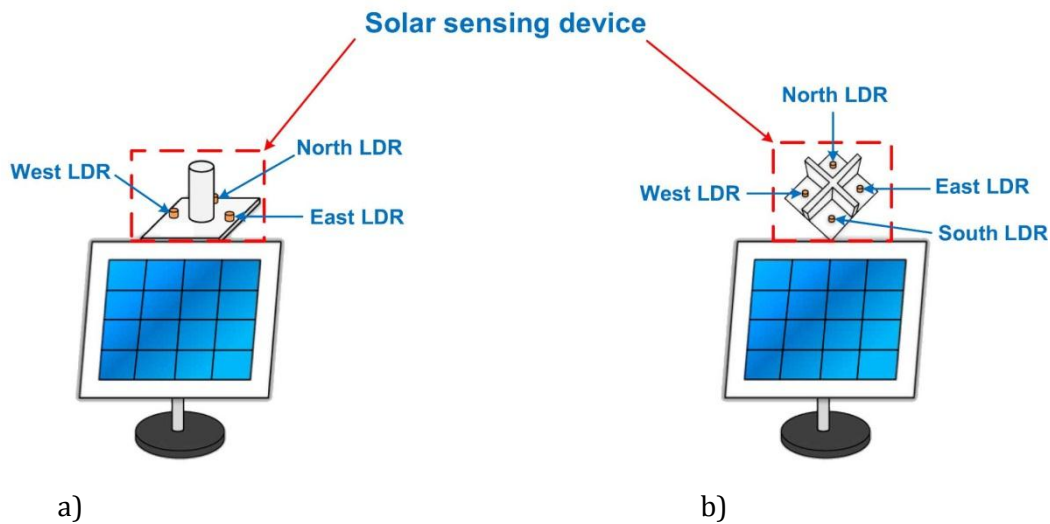 Solar sensing device
North LDR
West LDR
East LDR
North LDR
West LDR
East LDR
South LDR
a)
b)